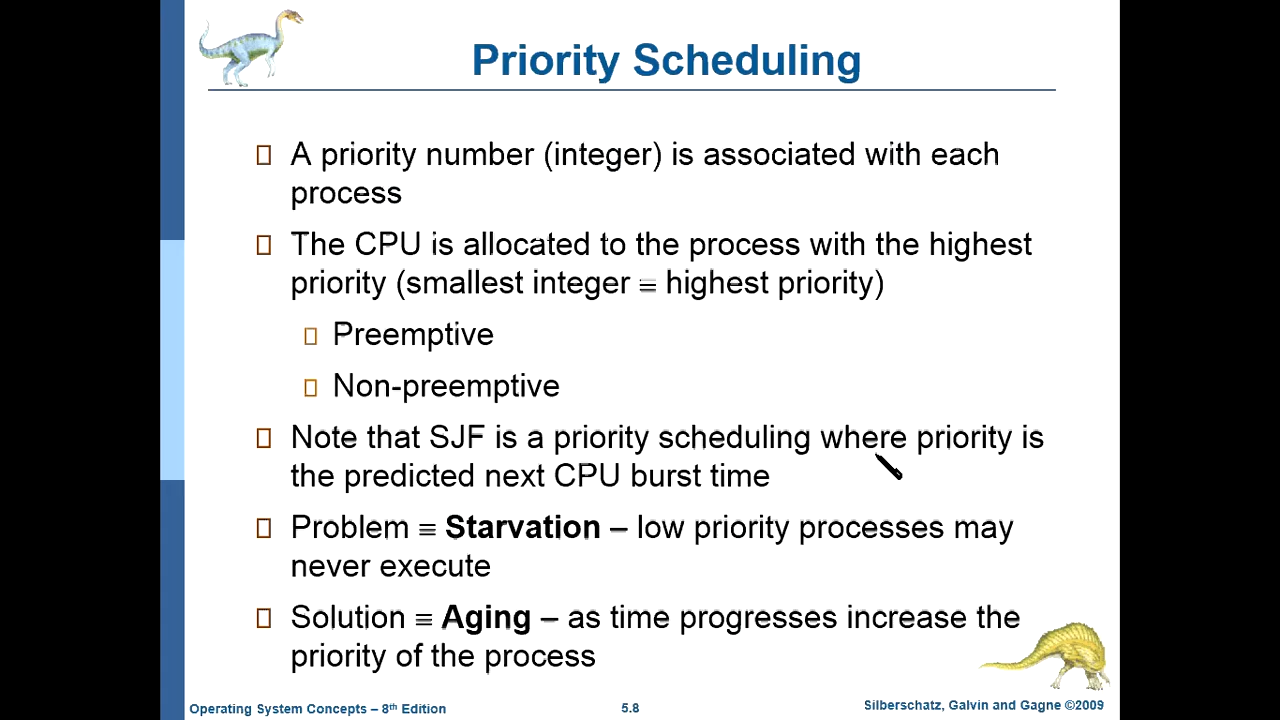 Priority Scheduling
A priority number (integer) is associated with each
process
The CPU is allocated to the process with the highest
priority (smallest integer ≡ highest priority)
Preemptive
Non-preemptive
Note that SJF is a priority scheduling where priority is
the predicted next CPU burst time
Problem ≡ Starvation – low priority processes may
never execute
Solution ≡ Aging – as time progresses increase the
priority of the process
Operating System Concepts – 8th Edition
5.8
Silberschatz, Galvin and Gagne ©2009